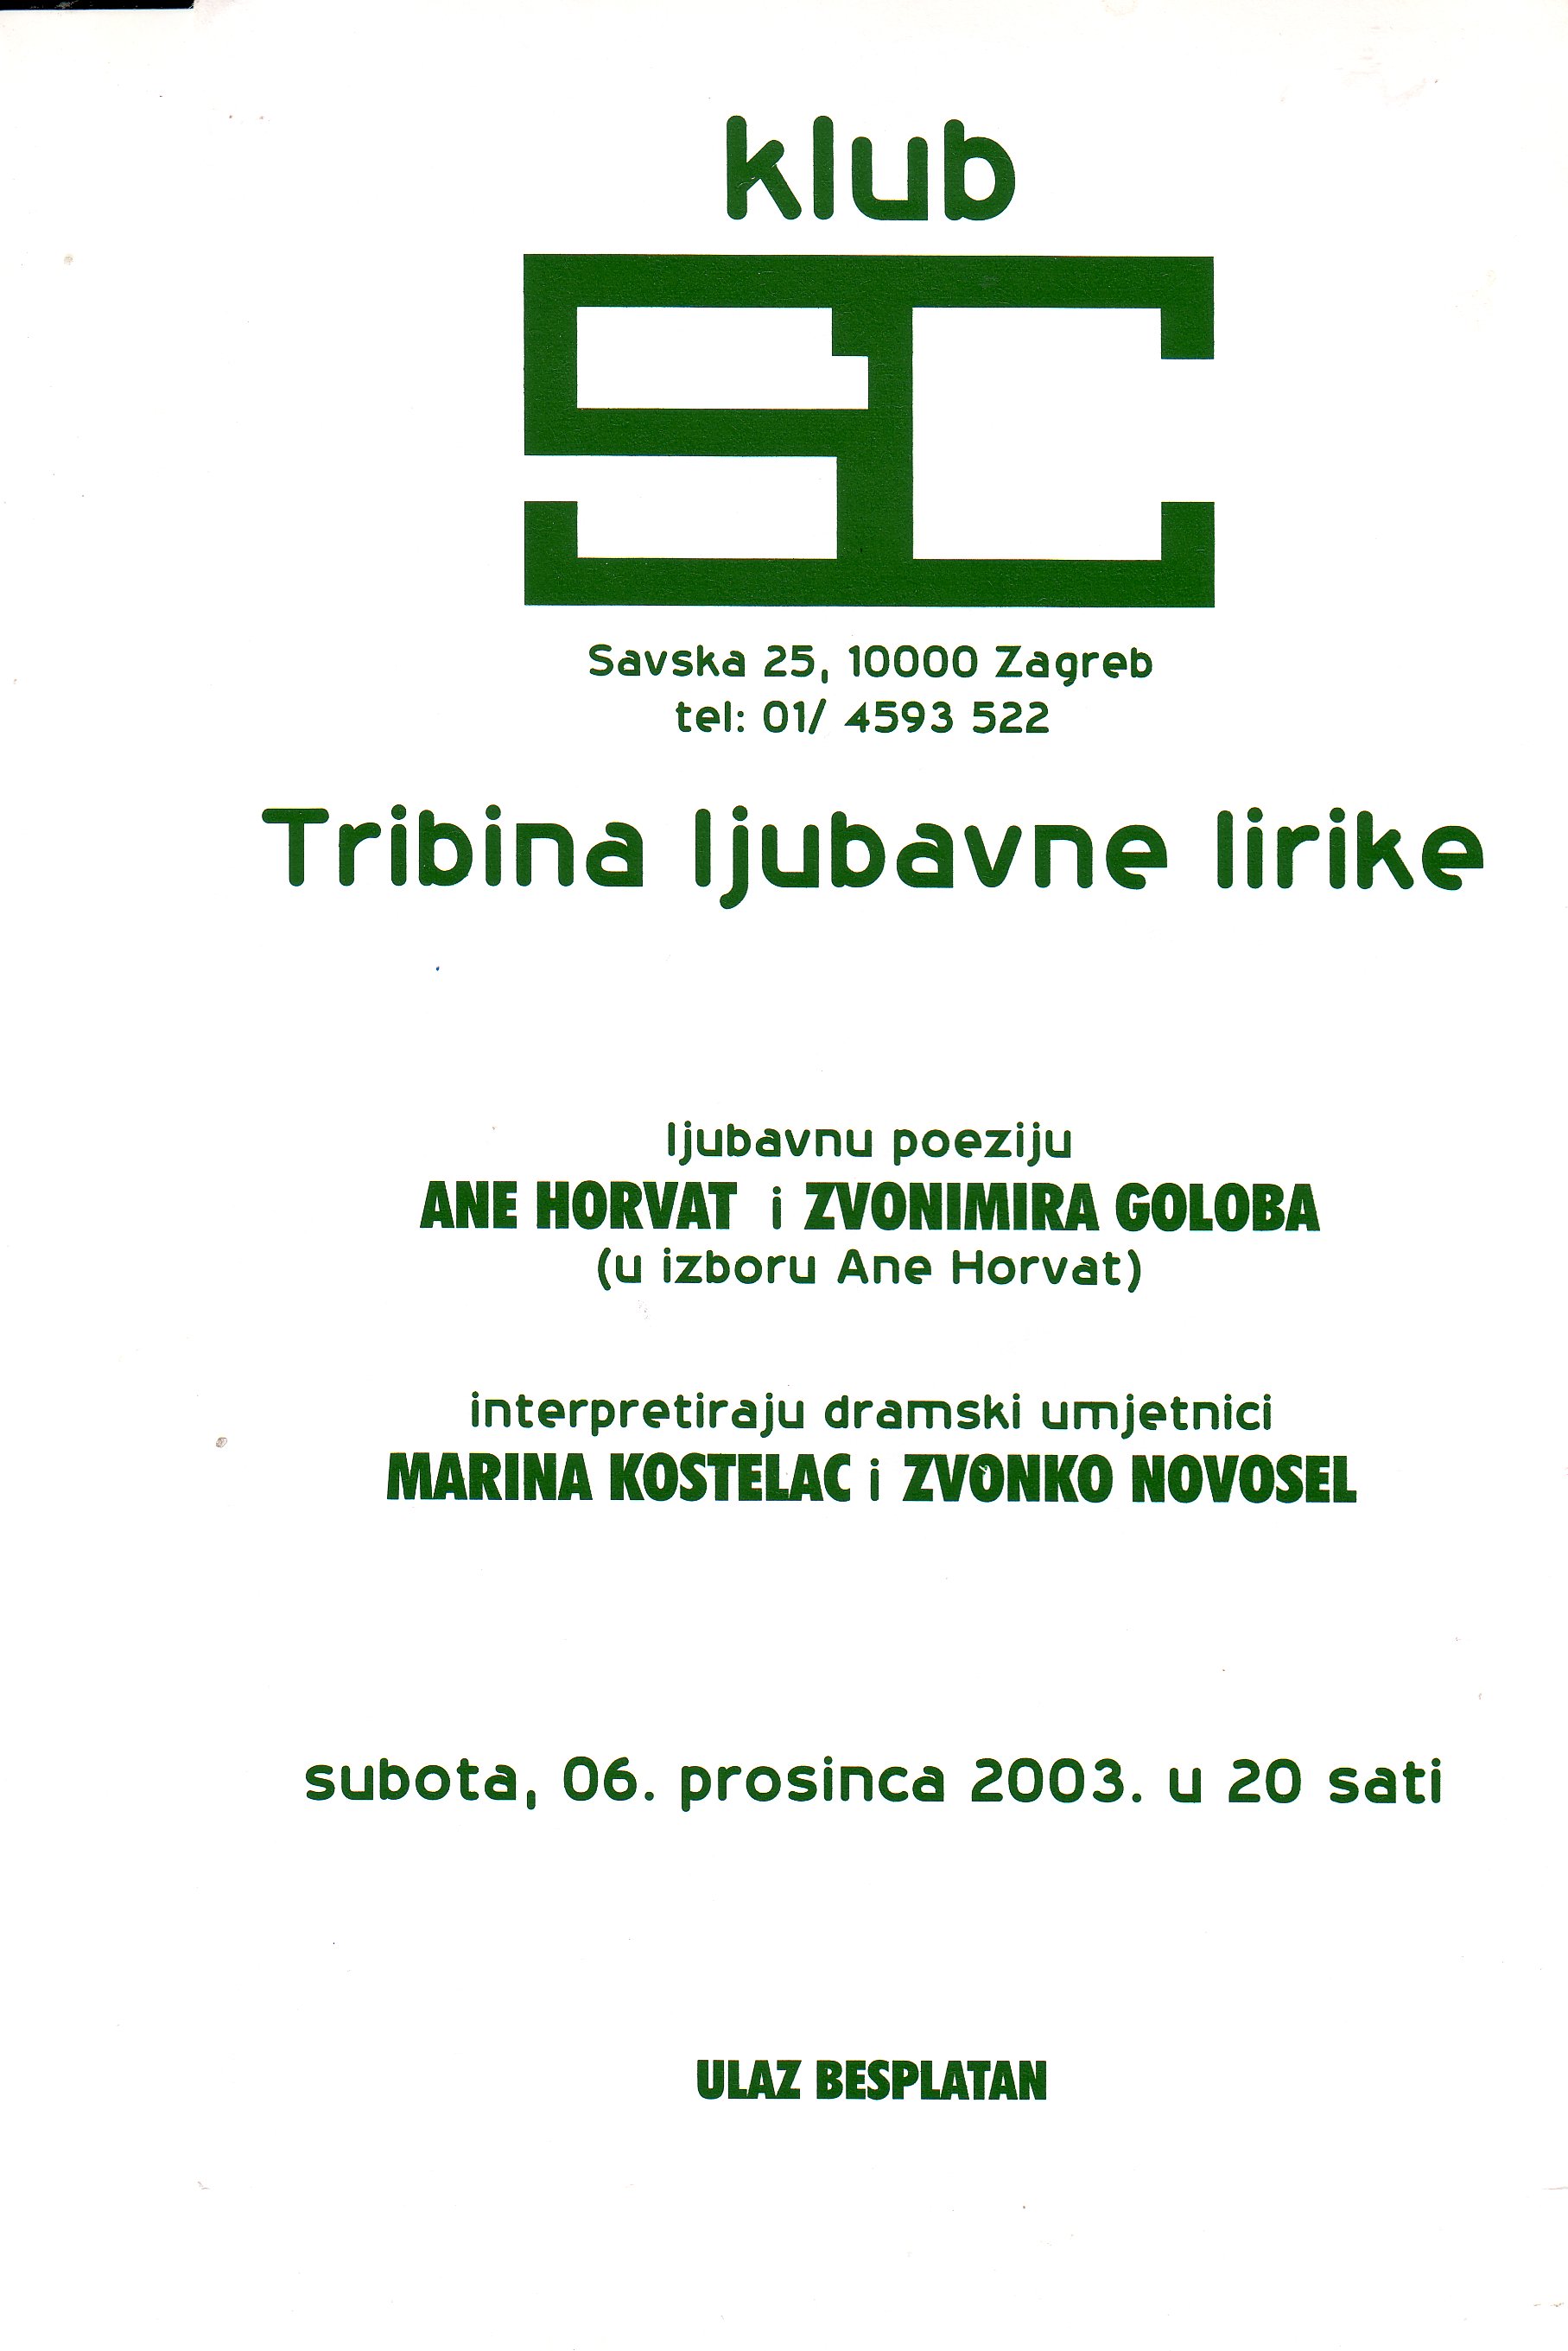 klub
SC
Savska 25, 10000 Zagreb
tel: 01/ 4593 522
Tribina ljubavne lirike
ljubavnu poeziju
ANE HORVAT i ZVONIMIRA GOLOBA
(u izboru Ane Horvat)
interpretiraju dramski umjetnici
MARINA KOSTELAC i ZVONKO NOVOSEL
subota, 06. prosinca 2003. u 20 sati
ULAZ BESPLATAN